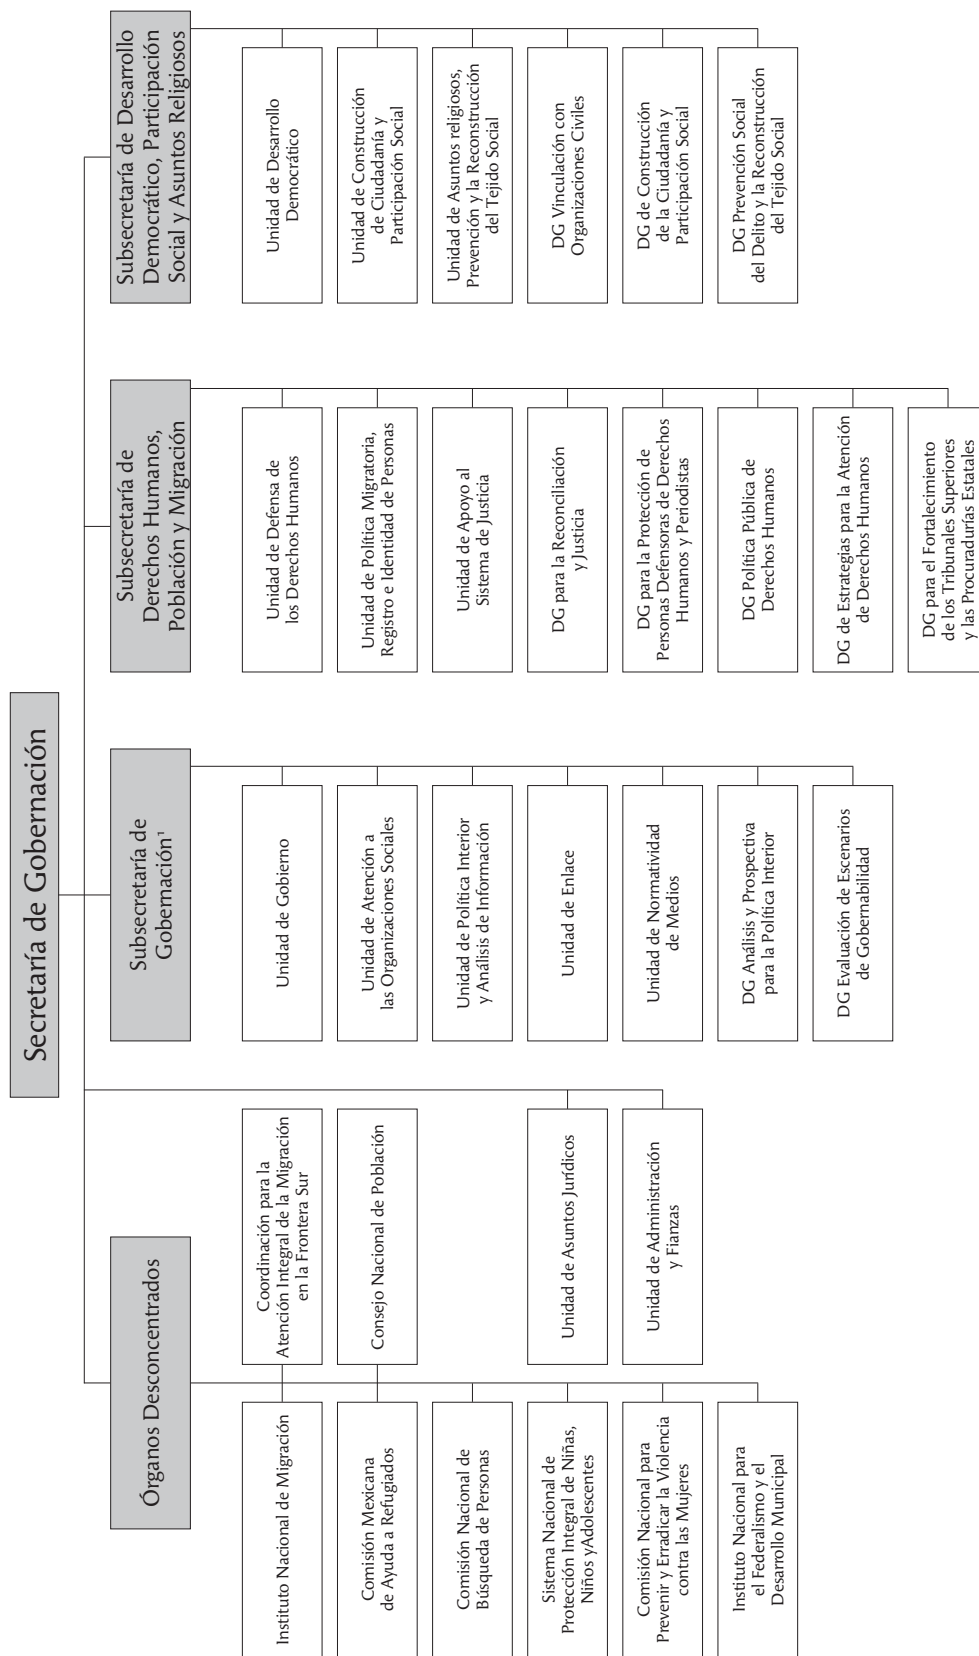 Secretaría de Gobernación
Órganos Desconcentrados
Instituto Nacional de Migración
Comisión Mexicana
de Ayuda a Refugiados
Comisión Nacional de
Búsqueda de Personas
Sistema Nacional de
Protección Integral de Niñas,
Niños yAdolescentes
Comisión Nacional para
Prevenir y Erradicar la Violencia
contra las Mujeres
Instituto Nacional para
el Federalismo y el
Desarrollo Municipal
Coordinación para la
Atención Integral de la Migración
en la Frontera Sur
Consejo Nacional de Población
Unidad de Asuntos Jurídicos
Unidad de Administración
y Fianzas
Subsecretaría de
Gobernación¹
Unidad de Gobierno
Unidad de Atención a
las Organizaciones Sociales
Unidad de Política Interior
y Análisis de Información
Unidad de Enlace
Unidad de Normatividad
de Medios
DG Análisis y Prospectiva
para la Política Interior
DG Evaluación de Escenarios
de Gobernabilidad
Subsecretaría de
Derechos Humanos,
Población y Migración
Unidad de Defensa de
los Derechos Humanos
Unidad de Política Migratoria,
Registro e Identidad de Personas
Unidad de Apoyo al
Sistema de Justicia
DG para la Reconciliación
y Justicia
DG para la Protección de
Personas Defensoras de Derechos
Humanos y Periodistas
DG Política Pública de
Derechos Humanos
DG de Estrategias para la Atención
de Derechos Humanos
DG para el Fortalecimiento
de los Tribunales Superiores
y las Procuradurías Estatales
Subsecretaría de Desarrollo
Democrático, Participación
Social y Asuntos Religiosos
Unidad de Desarrollo
Democrático
Unidad de Construcción
de Ciudadanía y
Participación Social
Unidad de Asuntos religiosos,
Prevención y la Reconstrucción
del Tejido Social
DG Vinculación con
Organizaciones Civiles
DG de Construcción
de la Ciudadanía y
Participación Social
DG Prevención Social
del Delito y la Reconstrucción
del Tejido Social